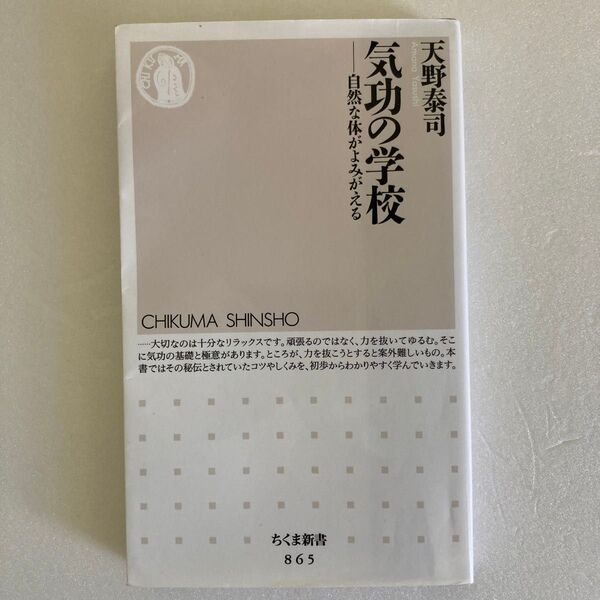 天野泰司
Amano Yasushi
気功の学校
──自然な体がよみがえる
CHIKUMA SHINSHO
……大切なのは十分なリラックスです。頑張るのではなく、力を抜いてゆるむ。そこ
に気功の基礎と極意があります。ところが、力を抜こうとすると案外難しいもの。本
書ではその秘伝とされていたコツやしくみを、初歩からわかりやすく学んでいきます。
ちくま新書
865